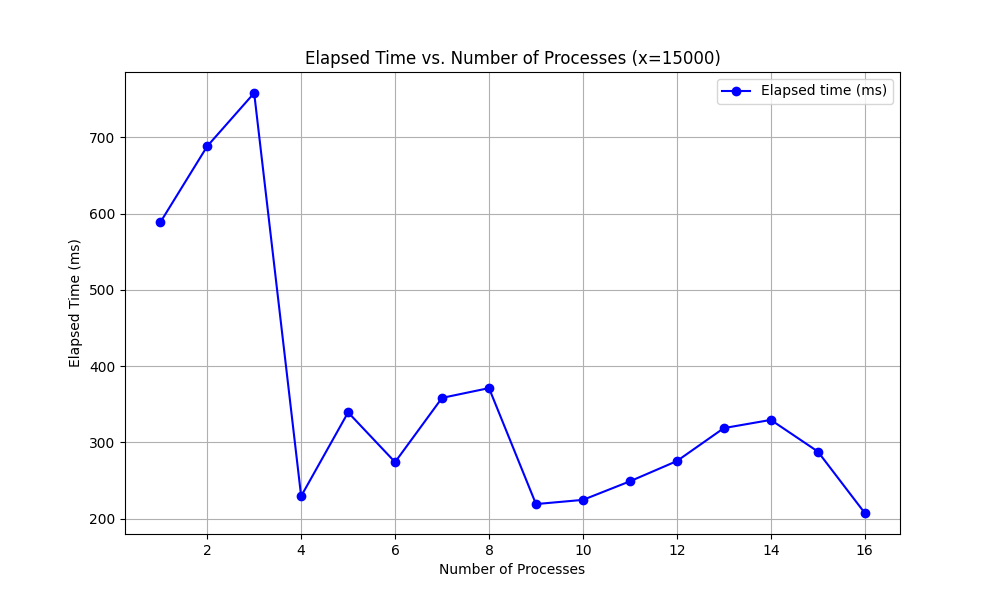 Elapsed Time vs. Number of Processes (x=15000)
Elapsed time (ms)
Elapsed Time (ms)
700
600
500
400
300
200
2 4 6 8 10 12 14 16
Number of Processes